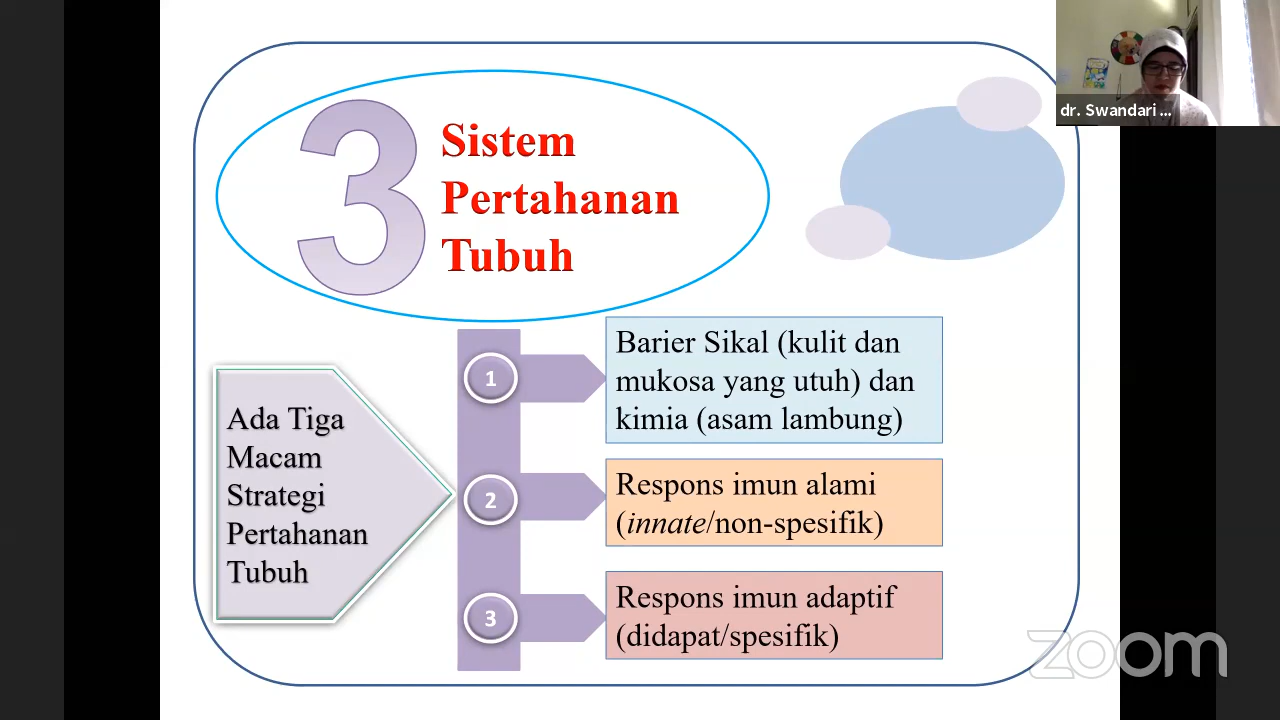 3
Sistem
Pertahanan
Tubuh
dr. Swandari ...
Ada Tiga
Macam
Strategi
Pertahanan
Tubuh
1
Barier Sikal (kulit dan
mukosa yang utuh) dan
kimia (asam lambung)
2
Respons imun alami
(innate/non-spesifik)
3
Respons imun adaptif
(didapat/spesifik)
zoom